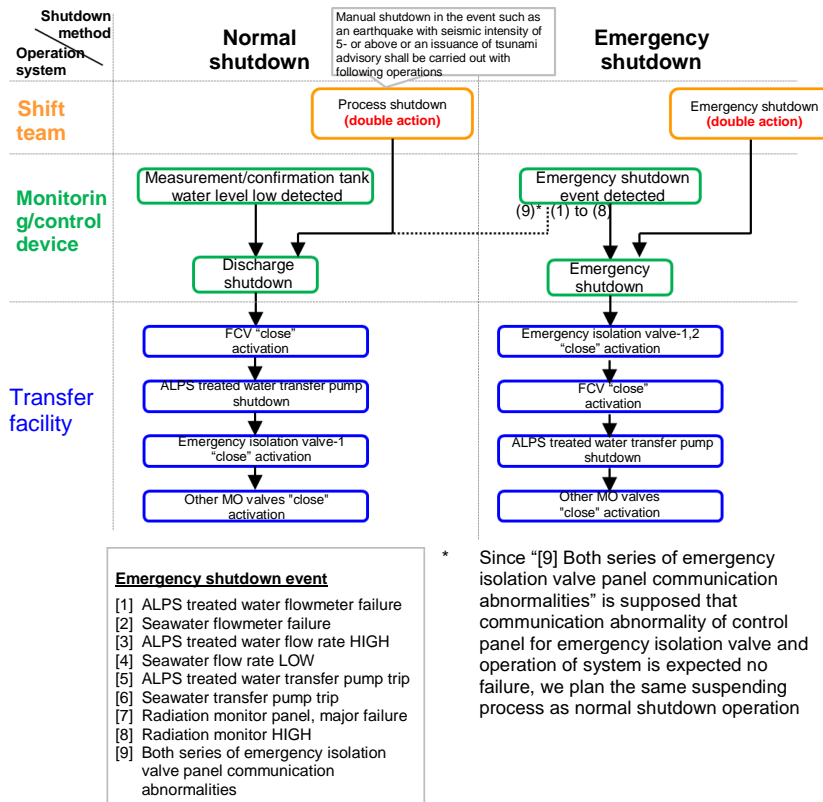 Shutdown
method
Operation
system
Normal
shutdown
Manual shutdown in the event such as
an earthquake with seismic intensity of
5- or above or an issuance of tsunami
advisory shall be carried out with
following operations
Emergency
shutdown
Shift
team
Process shutdown
(double action)
Emergency shutdown
(double action)
Monitorin
g/control
device
Measurement/confirmation tank
water level low detected
Emergency shutdown
event detected
(9)* (1) to (8)
Discharge
shutdown
Emergency
shutdown
Transfer
facility
FCV “close”
activation
ALPS treated water transfer pump
shutdown
Emergency isolation valve-1
“close” activation
Other MO valves "close"
activation
Emergency isolation valve-1,2
“close” activation
FCV “close”
activation
ALPS treated water transfer pump
shutdown
Other MO valves
"close" activation
Emergency shutdown event
[1] ALPS treated water flowmeter failure
[2] Seawater flowmeter failure
[3] ALPS treated water flow rate HIGH
[4] Seawater flow rate LOW
[5] ALPS treated water transfer pump trip
[6] Seawater transfer pump trip
[7] Radiation monitor panel, major failure
[8] Radiation monitor HIGH
[9] Both series of emergency isolation
valve panel communication
abnormalities
* Since “[9] Both series of emergency
isolation valve panel communication
abnormalities” is supposed that
communication abnormality of control
panel for emergency isolation valve and
operation of system is expected no
failure, we plan the same suspending
process as normal shutdown operation